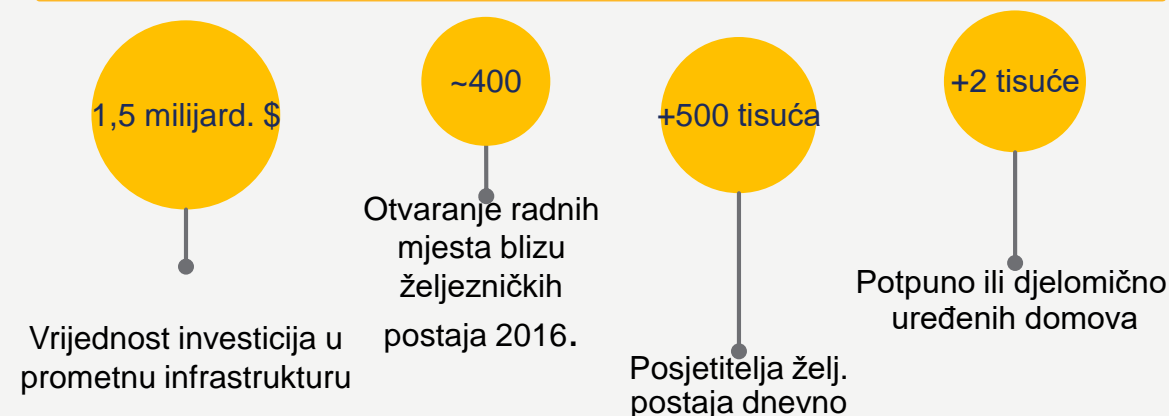 1,5 milijard. $
Vrijednost investicija u
prometnu infrastrukturu
~400
Otvaranje radnih
mjesta blizu
željezničkih
postaja 2016.
+500 tisuća
Posjetitelja želj.
postaja dnevno
+2 tisuće
Potpuno ili djelomično
uređenih domova